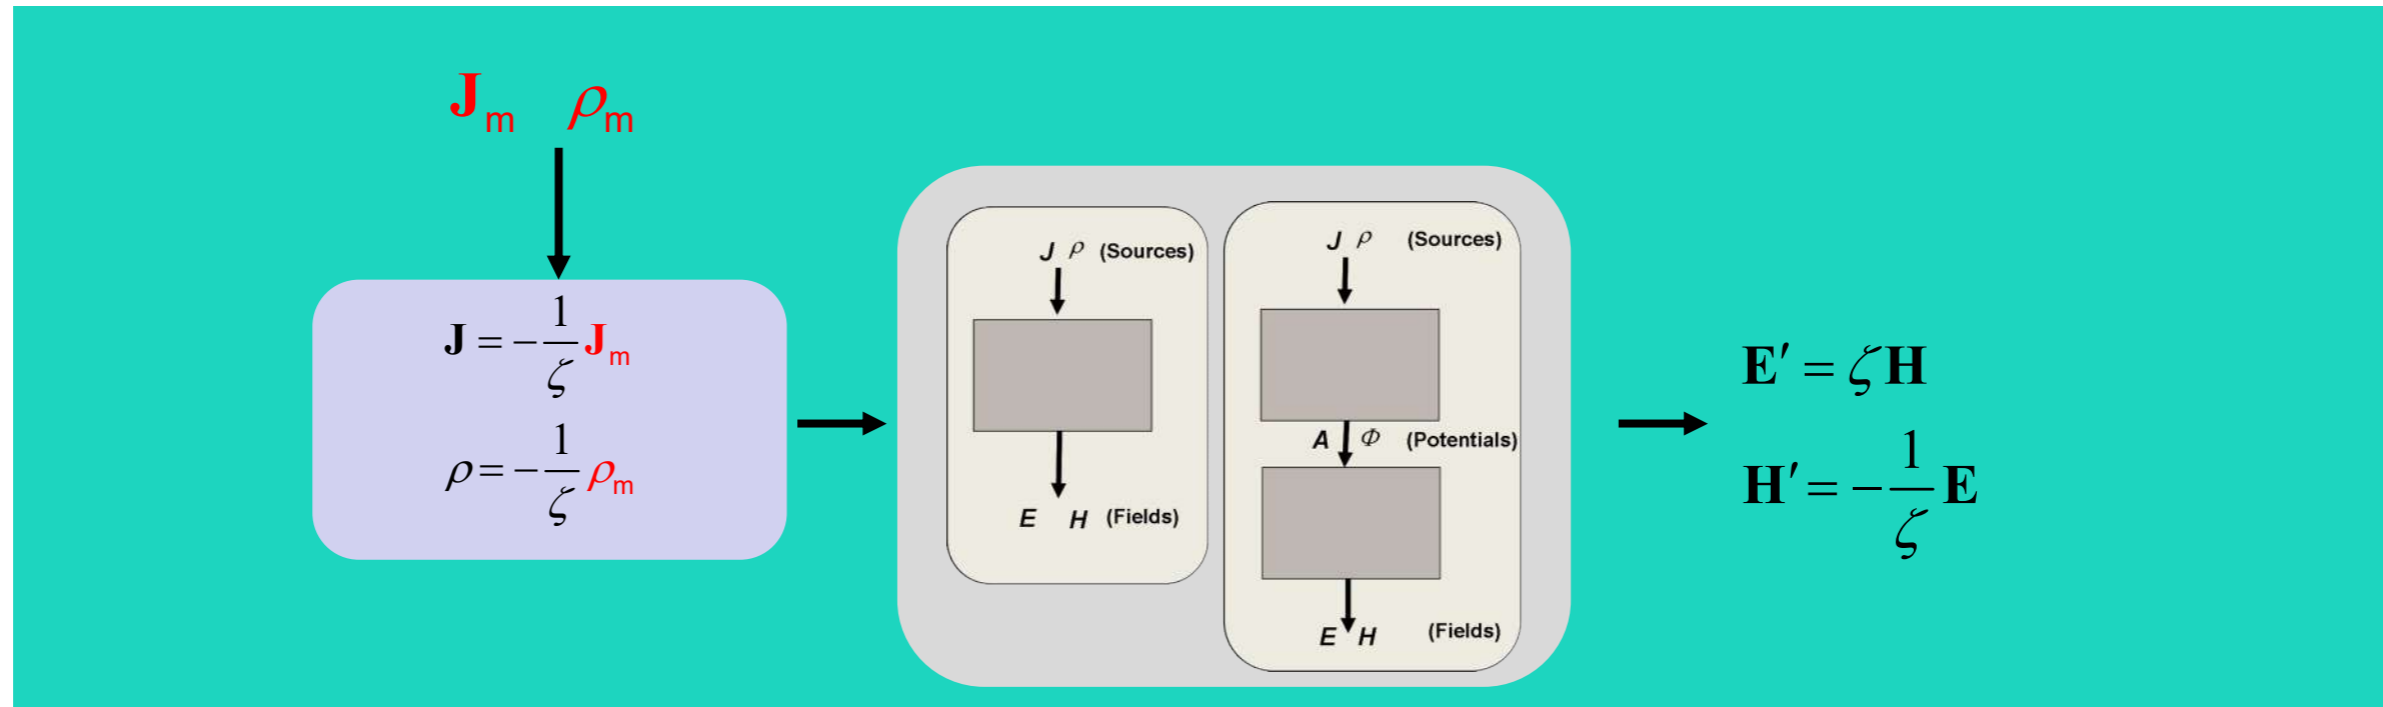 J_m ρ_m
J = −1/ζ J_m
ρ = −1/ζ ρ_m
J ρ (Sources)
E H (Fields)
J ρ (Sources)
A Φ (Potentials)
E H (Fields)
E′ = ζH
H′ = −1/ζ E